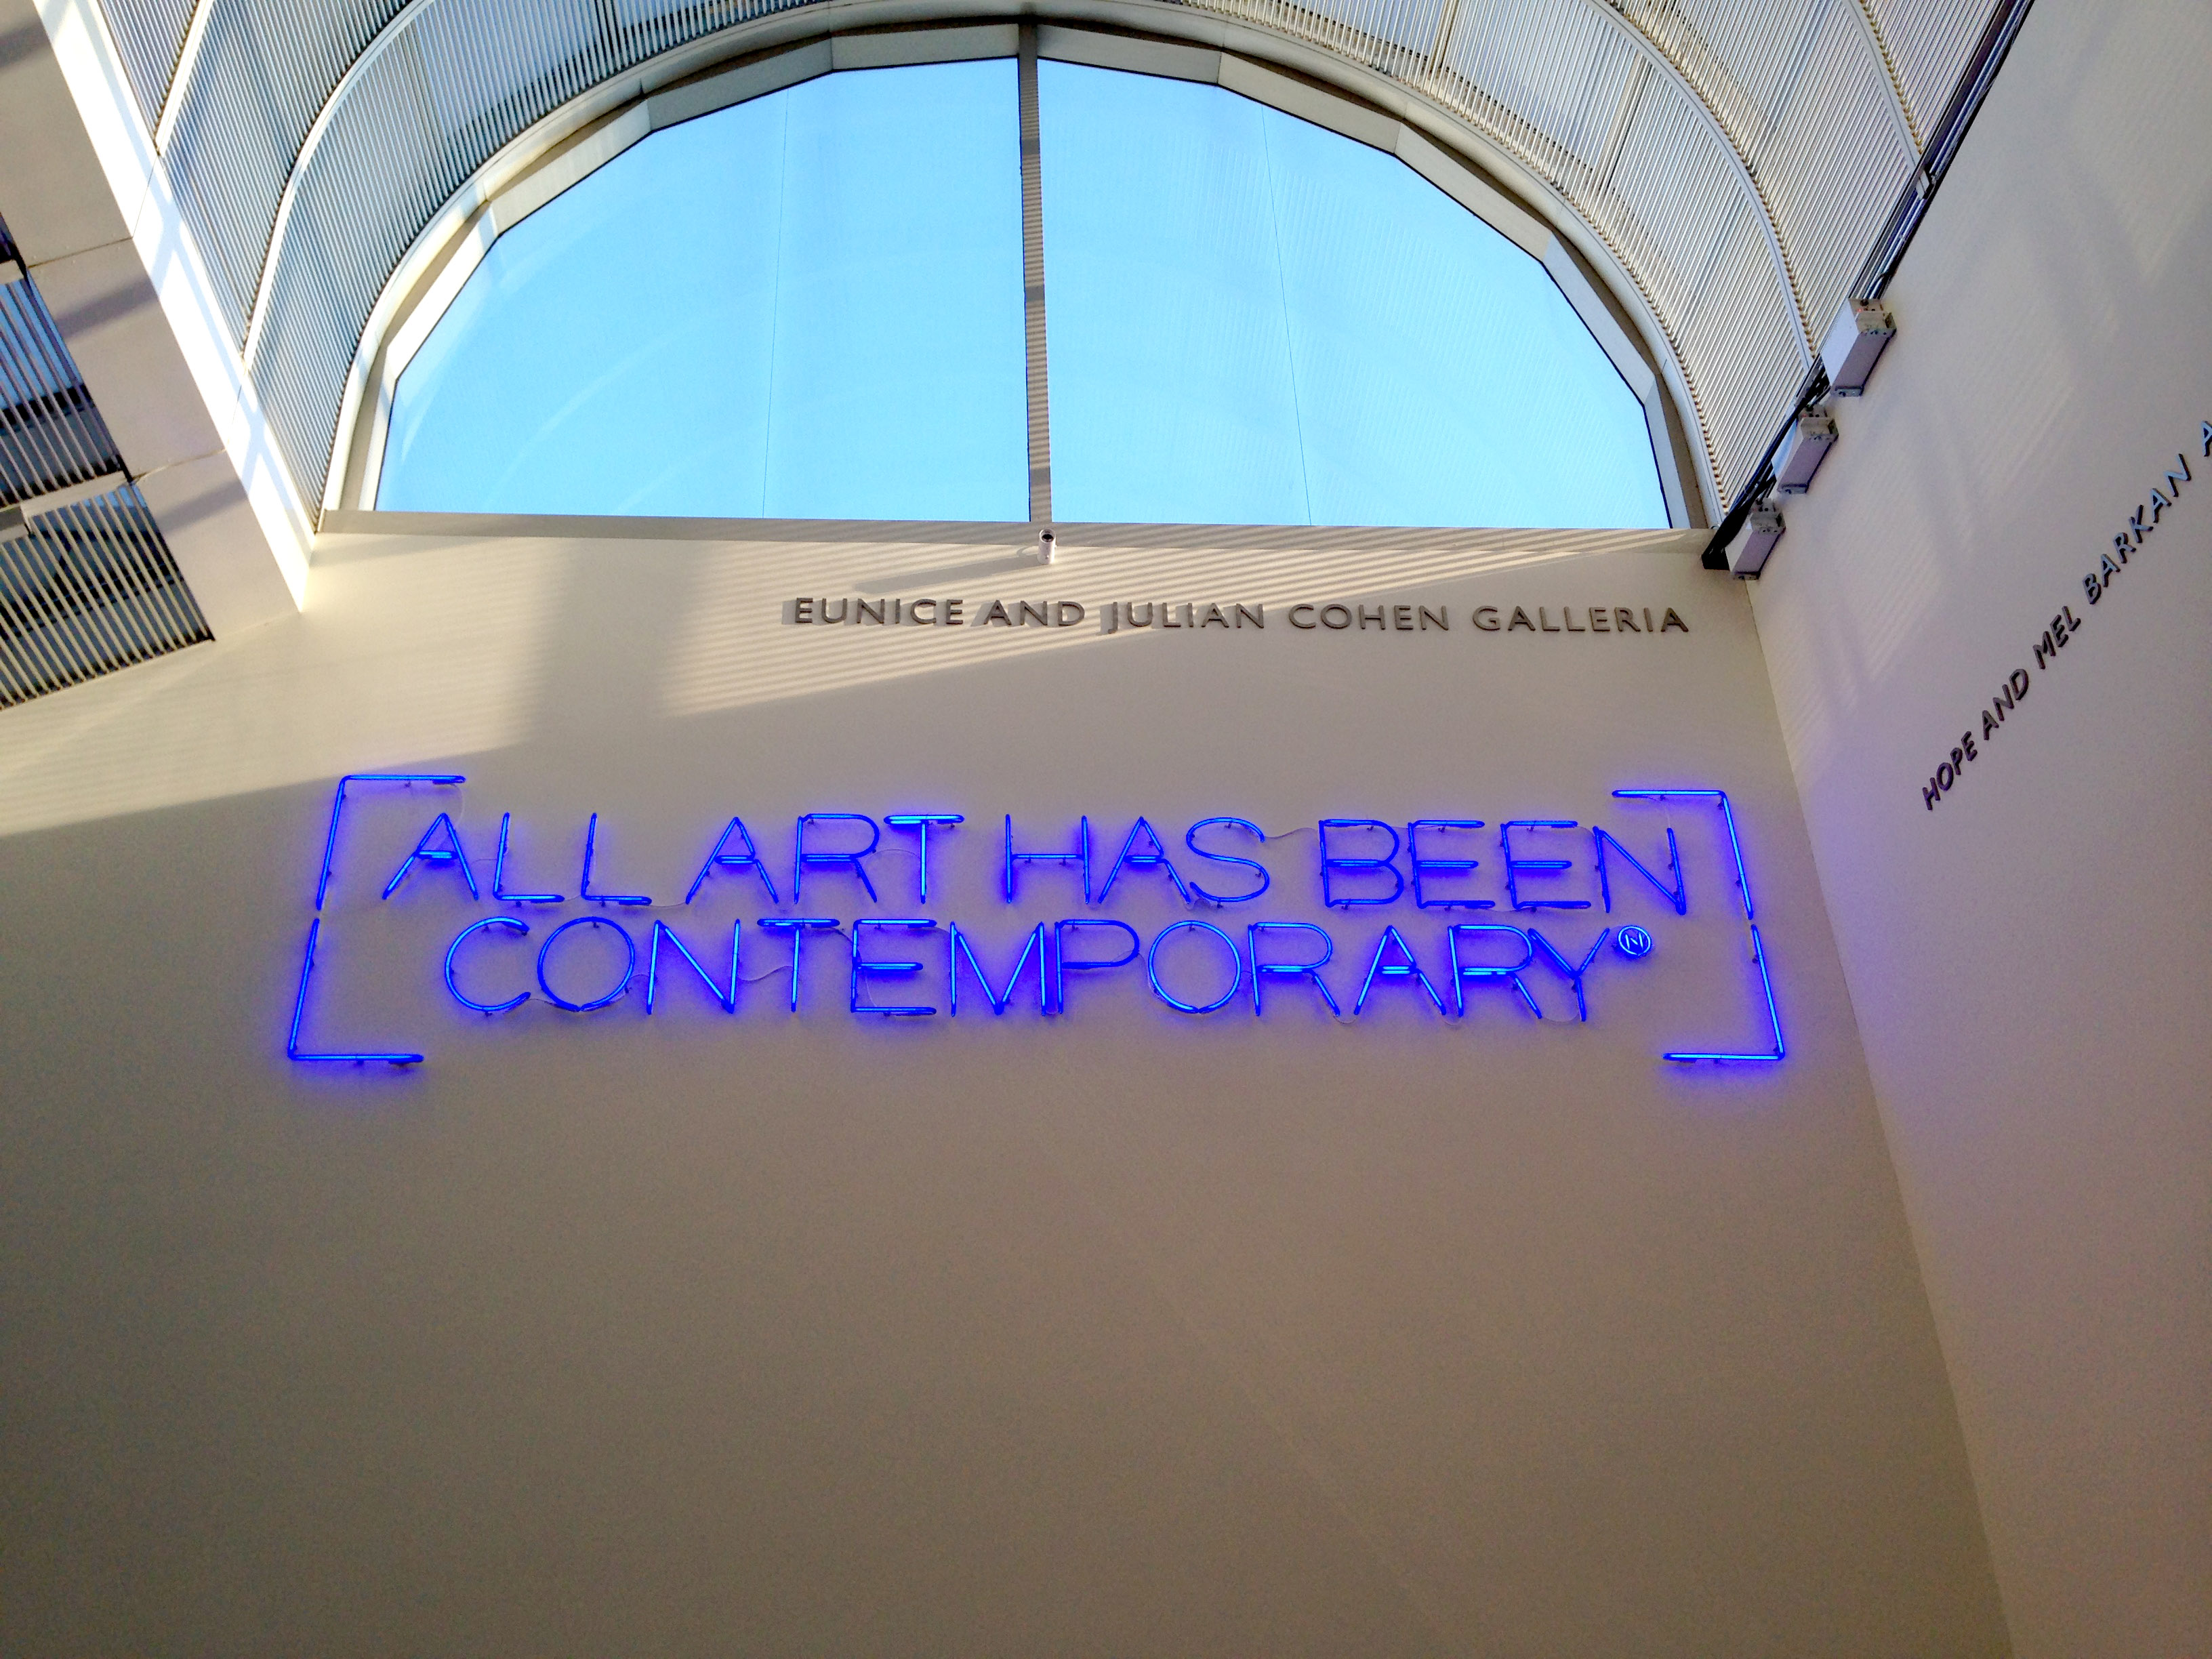 EUNICE AND JULIAN COHEN GALLERIA
HOPE AND MEL BARKAN
ALL ART HAS BEEN
CONTEMPORARY Ⓝ